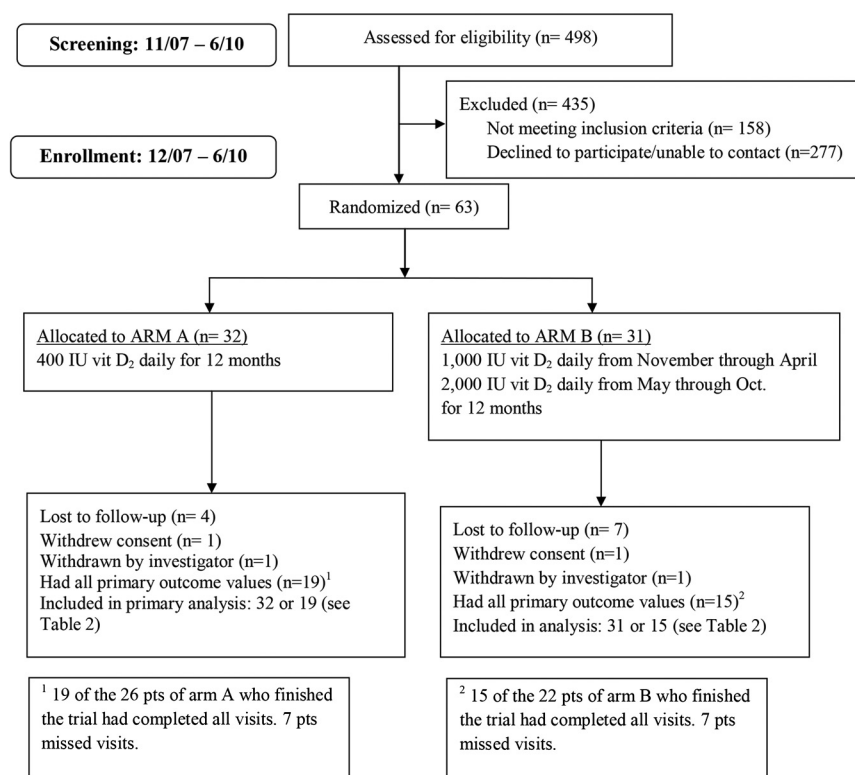 Screening: 11/07 – 6/10
Assessed for eligibility (n= 498)
Excluded (n= 435)
Not meeting inclusion criteria (n= 158)
Declined to participate/unable to contact (n=277)
Enrollment: 12/07 – 6/10
Randomized (n= 63)
Allocated to ARM A (n= 32)
400 IU vit D₂ daily for 12 months
Allocated to ARM B (n= 31)
1,000 IU vit D₂ daily from November through April
2,000 IU vit D₂ daily from May through Oct.
for 12 months
Lost to follow-up (n= 4)
Withdrew consent (n= 1)
Withdrawn by investigator (n=1)
Had all primary outcome values (n=19)¹
Included in primary analysis: 32 or 19 (see
Table 2)
Lost to follow-up (n= 7)
Withdrew consent (n=1)
Withdrawn by investigator (n=1)
Had all primary outcome values (n=15)²
Included in analysis: 31 or 15 (see Table 2)
¹ 19 of the 26 pts of arm A who finished
the trial had completed all visits. 7 pts
missed visits.
² 15 of the 22 pts of arm B who finished
the trial had completed all visits. 7 pts
missed visits.